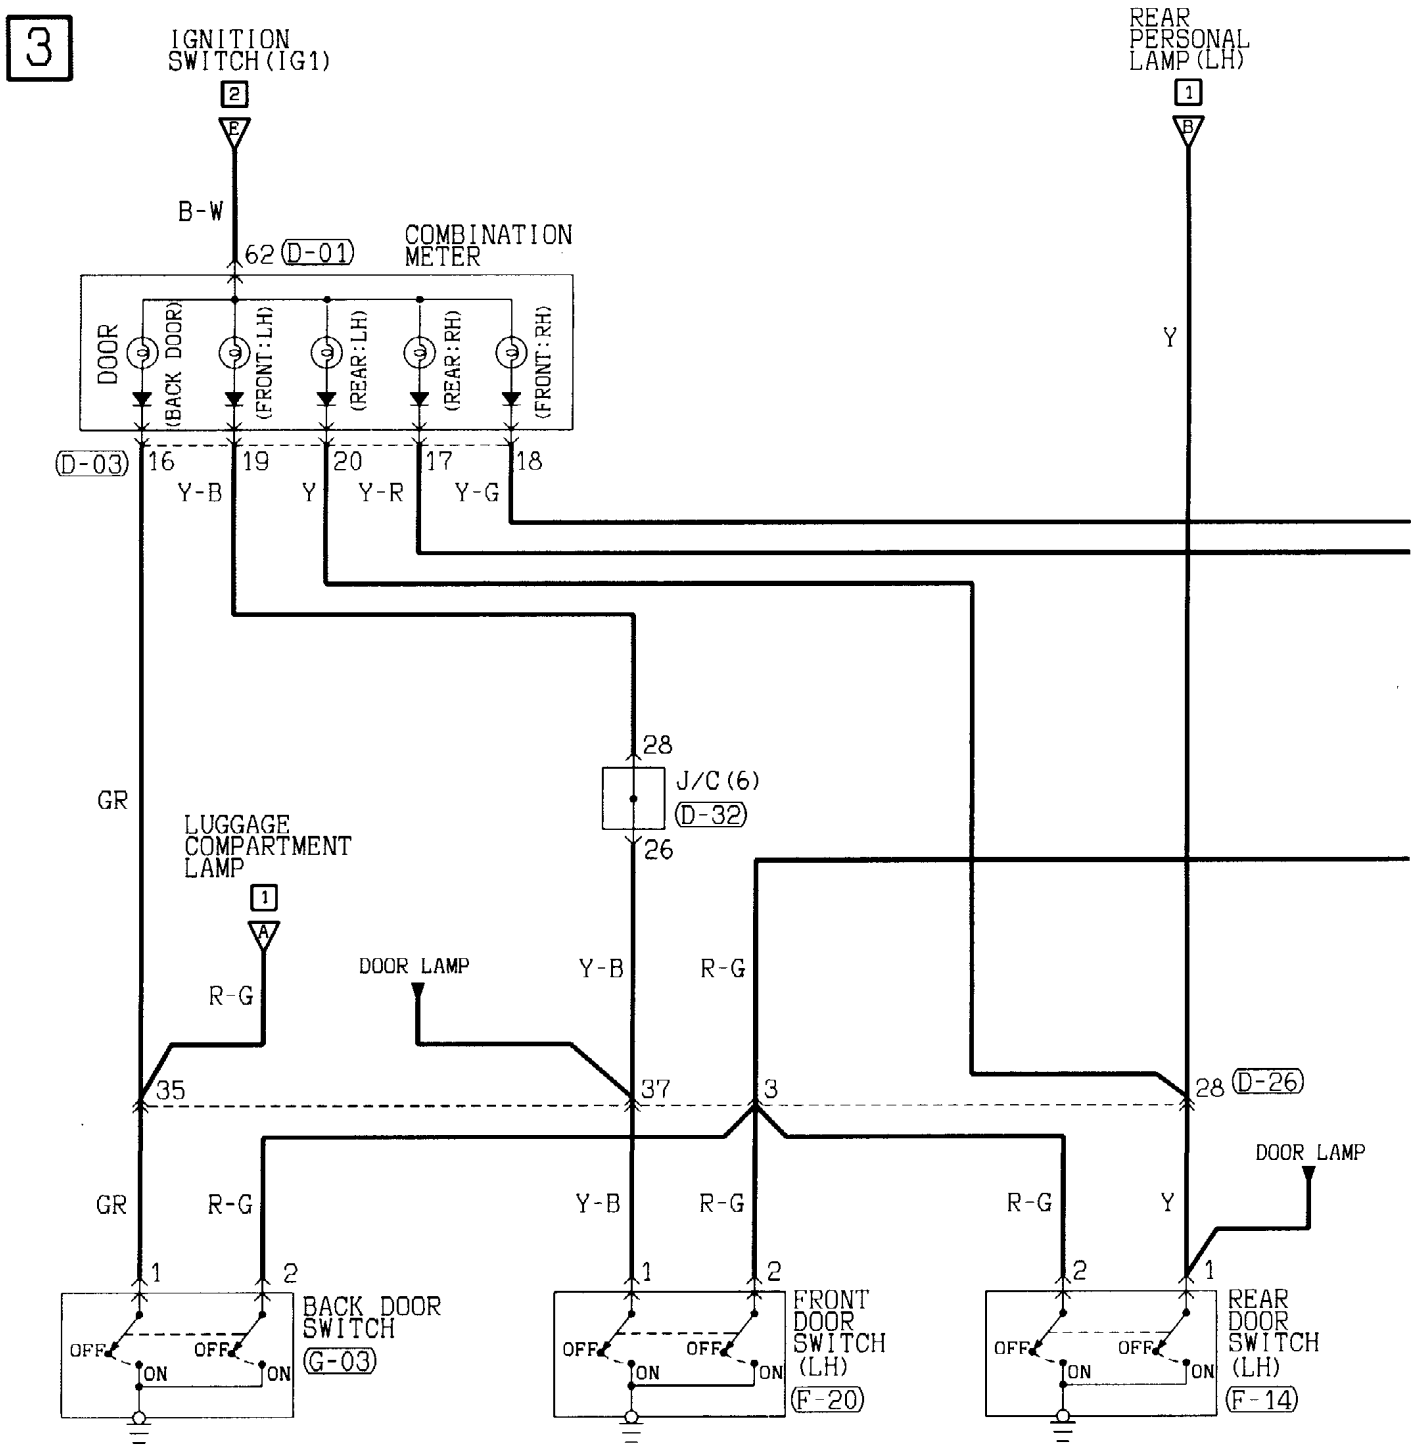 3
IGNITION
SWITCH(IG1)
2
E
REAR
PERSONAL
LAMP(LH)
1
B
B-W
62 (D-01)
COMBINATION
METER
DOOR
(BACK DOOR)
(FRONT:LH)
(REAR:LH)
(REAR:RH)
(FRONT:RH)
Y
(D-03) 16 19 20 17 18
Y-B Y Y-R Y-G
28
J/C(6)
(D-32)
26
GR
LUGGAGE
COMPARTMENT
LAMP
1
A
DOOR LAMP
R-G
Y-B
R-G
35 37 3 28 (D-26)
DOOR LAMP
GR R-G Y-B R-G R-G Y
1 2 1 2 2 1
BACK DOOR
SWITCH
(G-03)
OFF OFF
ON ON
FRONT
DOOR
SWITCH
(LH)
(F-20)
OFF OFF
ON ON
REAR
DOOR
SWITCH
(LH)
(F-14)
OFF OFF
ON ON